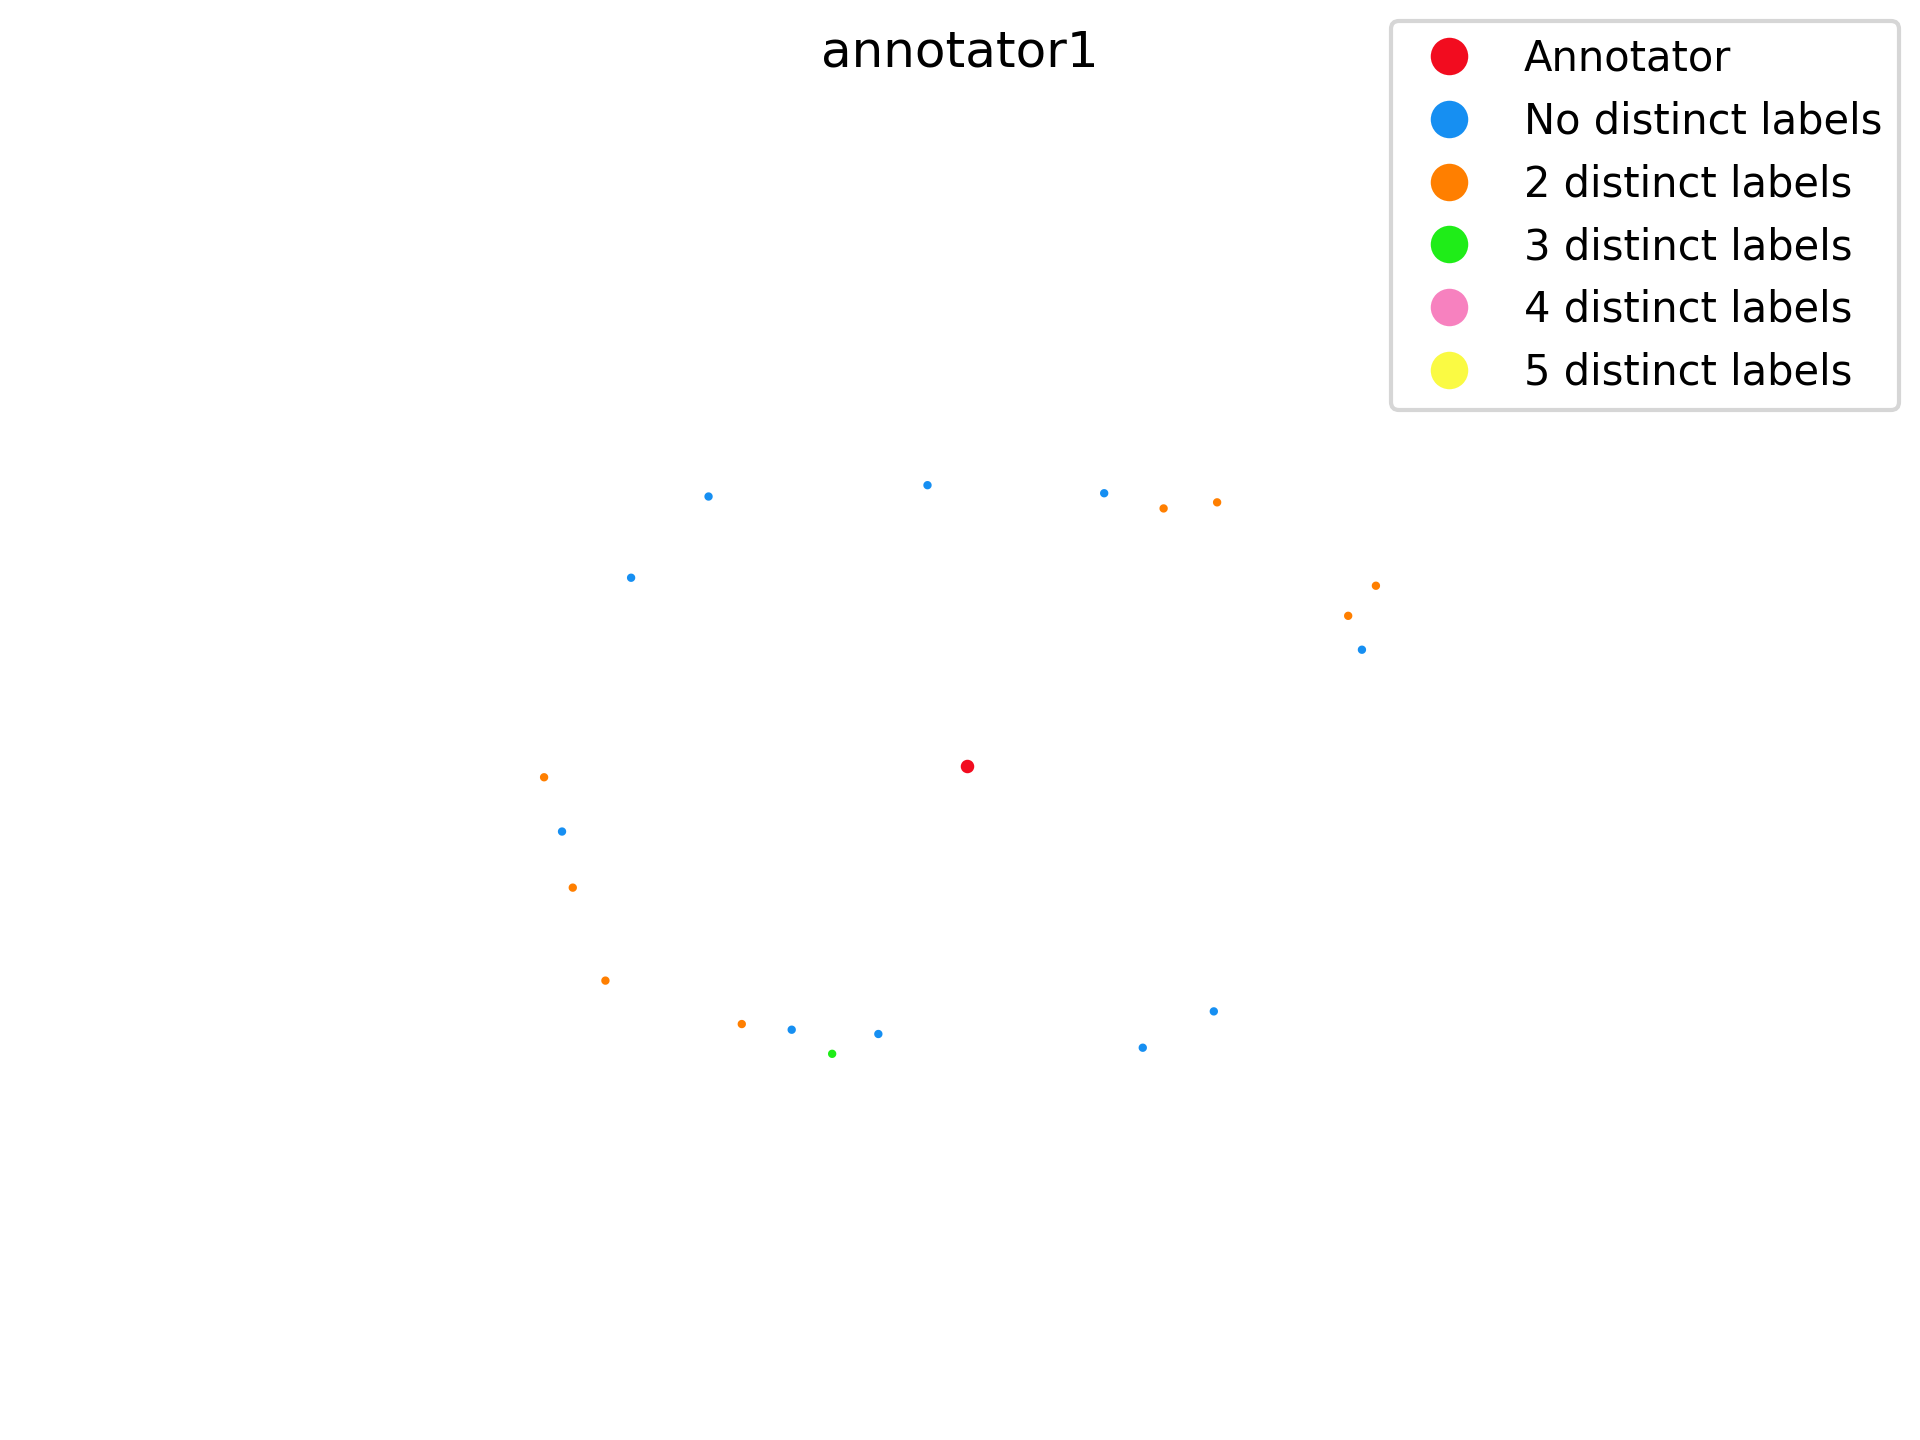 annotator1
Annotator
No distinct labels
2 distinct labels
3 distinct labels
4 distinct labels
5 distinct labels